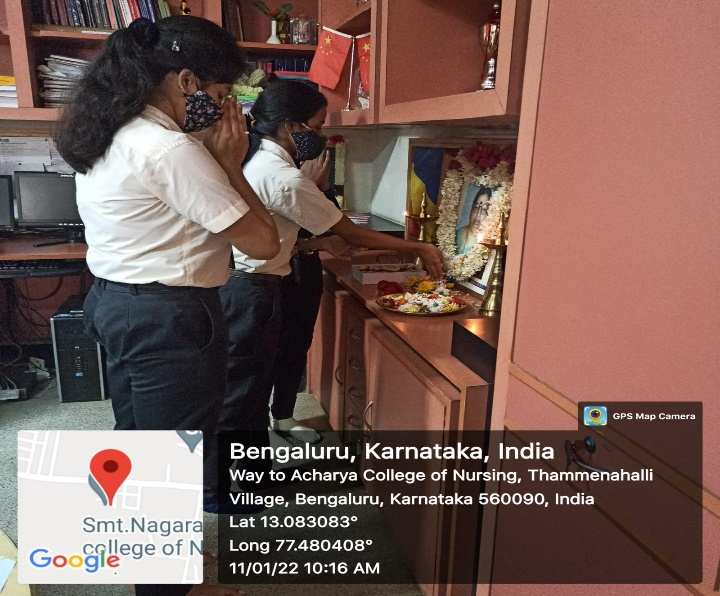 GPS Map Camera
Bengaluru, Karnataka, India
Way to Acharya College of Nursing, Thammenahalli
Village, Bengaluru, Karnataka 560090, India
Lat 13.083083°
Long 77.480408°
11/01/22 10:16 AM
Smt.Nagara
college of N
Google